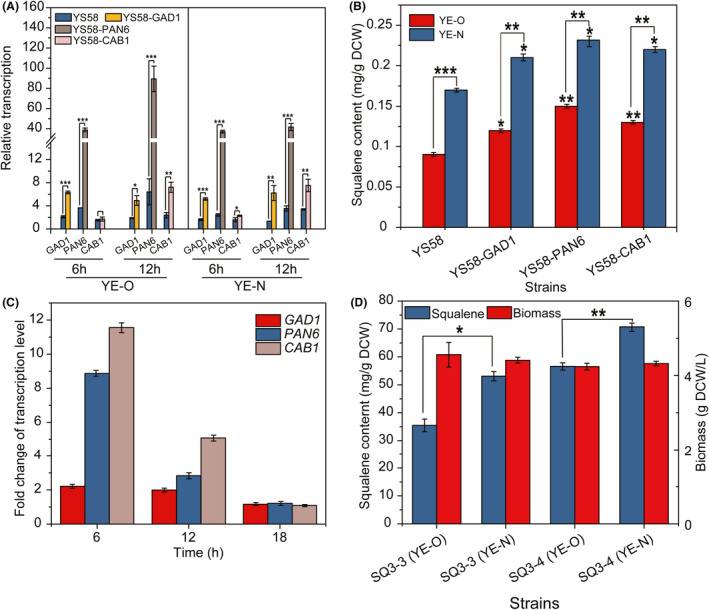 (A)
YS58 YS58-GAD1
YS58-PAN6
YS58-CAB1
Relative transcription
160
140
120
100
80
60
40
8
6
4
2
0
*** *** *** * *** ** *** *** * ** *** **
GAD1 PAN6 CAB1 GAD1 PAN6 CAB1 GAD1 PAN6 CAB1 GAD1 PAN6 CAB1
6h 12h 6h 12h
YE-O YE-N
(B)
YE-O
YE-N
Squalene content (mg/g DCW)
0.25
0.2
0.15
0.1
0.05
0
*** ** ** **
* * *
* ** **
YS58 YS58-GAD1 YS58-PAN6 YS58-CAB1
Strains
(C)
GAD1
PAN6
CAB1
Fold change of transcription level
12
10
8
6
4
2
0
6 12 18
Time (h)
(D)
Squalene Biomass
Squalene conternt (mg/g DCW)
80
70
60
50
40
30
20
10
0
* **
Biomass (g DCW/L)
6
4
2
0
SQ3-3 (YE-O) SQ3-3 (YE-N) SQ3-4 (YE-O) SQ3-4 (YE-N)
Strains